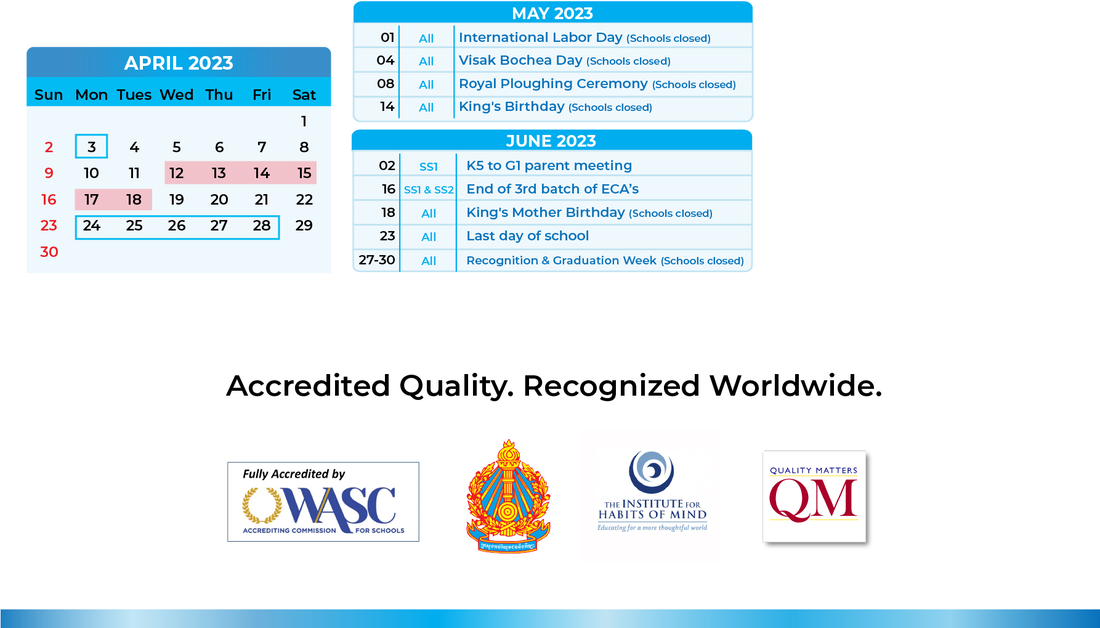 APRIL 2023
Sun Mon Tues Wed Thu Fri Sat
1
2 3 4 5 6 7 8
9 10 11 12 13 14 15
16 17 18 19 20 21 22
23 24 25 26 27 28 29
30
MAY 2023
01 All International Labor Day (Schools closed)
04 All Visak Bochea Day (Schools closed)
08 All Royal Ploughing Ceremony (Schools closed)
14 All King's Birthday (Schools closed)
JUNE 2023
02 SS1 K5 to G1 parent meeting
16 SS1 & SS2 End of 3rd batch of ECA's
18 All King's Mother Birthday (Schools closed)
23 All Last day of school
27-30 All Recognition & Graduation Week (Schools closed)
Accredited Quality. Recognized Worldwide.
Fully Accredited by
WASC
ACCREDITING COMMISSION FOR SCHOOLS
THE INSTITUTE FOR
HABITS OF MIND
Educating for a more thoughtful world
QUALITY MATTERS
QM